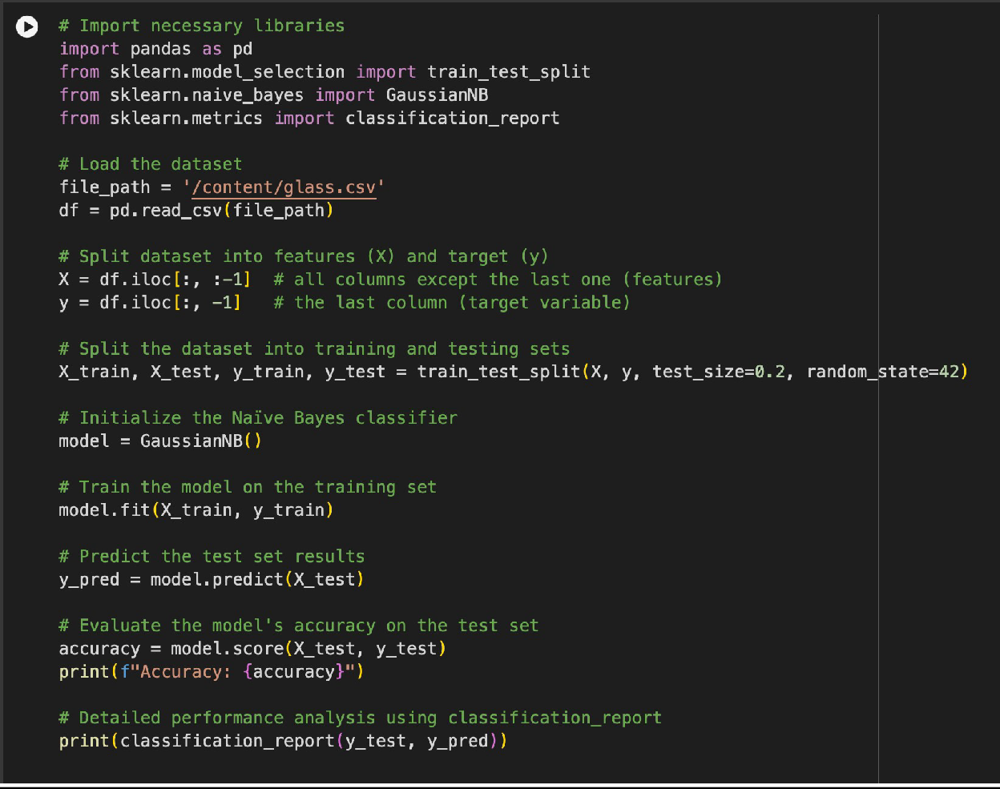 # Import necessary libraries
import pandas as pd
from sklearn.model_selection import train_test_split
from sklearn.naive_bayes import GaussianNB
from sklearn.metrics import classification_report

# Load the dataset
file_path = '/content/glass.csv'
df = pd.read_csv(file_path)

# Split dataset into features (X) and target (y)
X = df.iloc[:, :-1]  # all columns except the last one (features)
y = df.iloc[:, -1]   # the last column (target variable)

# Split the dataset into training and testing sets
X_train, X_test, y_train, y_test = train_test_split(X, y, test_size=0.2, random_state=42)

# Initialize the Naïve Bayes classifier
model = GaussianNB()

# Train the model on the training set
model.fit(X_train, y_train)

# Predict the test set results
y_pred = model.predict(X_test)

# Evaluate the model's accuracy on the test set
accuracy = model.score(X_test, y_test)
print(f"Accuracy: {accuracy}")

# Detailed performance analysis using classification_report
print(classification_report(y_test, y_pred))